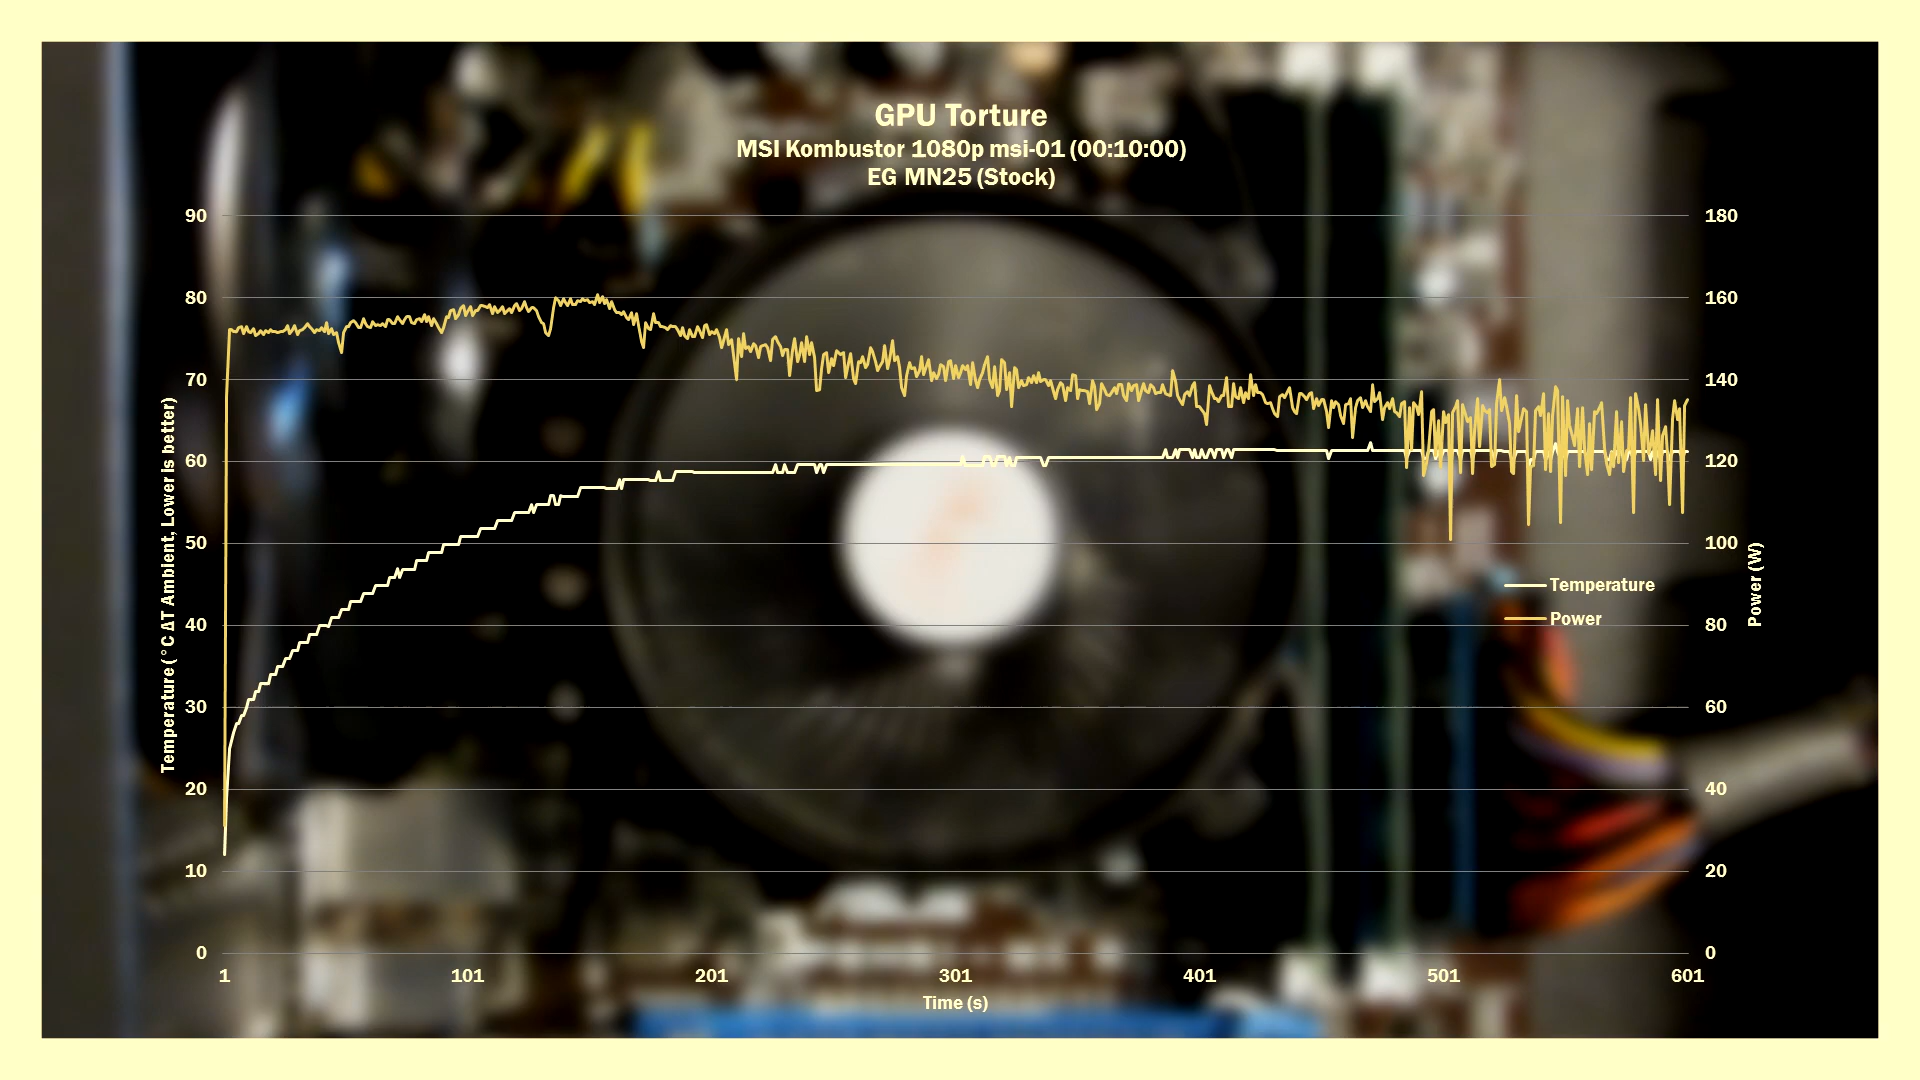 GPU Torture
MSI Kombustor 1080p msi-01 (00:10:00)
EG MN25 (Stock)
90
80
70
60
50
40
30
20
10
0
Temperature (°C ΔT Ambient, Lower is better)
180
160
140
120
100
80
60
40
20
0
Power (W)
Temperature
Power
1 101 201 301 401 501 601
Time (s)